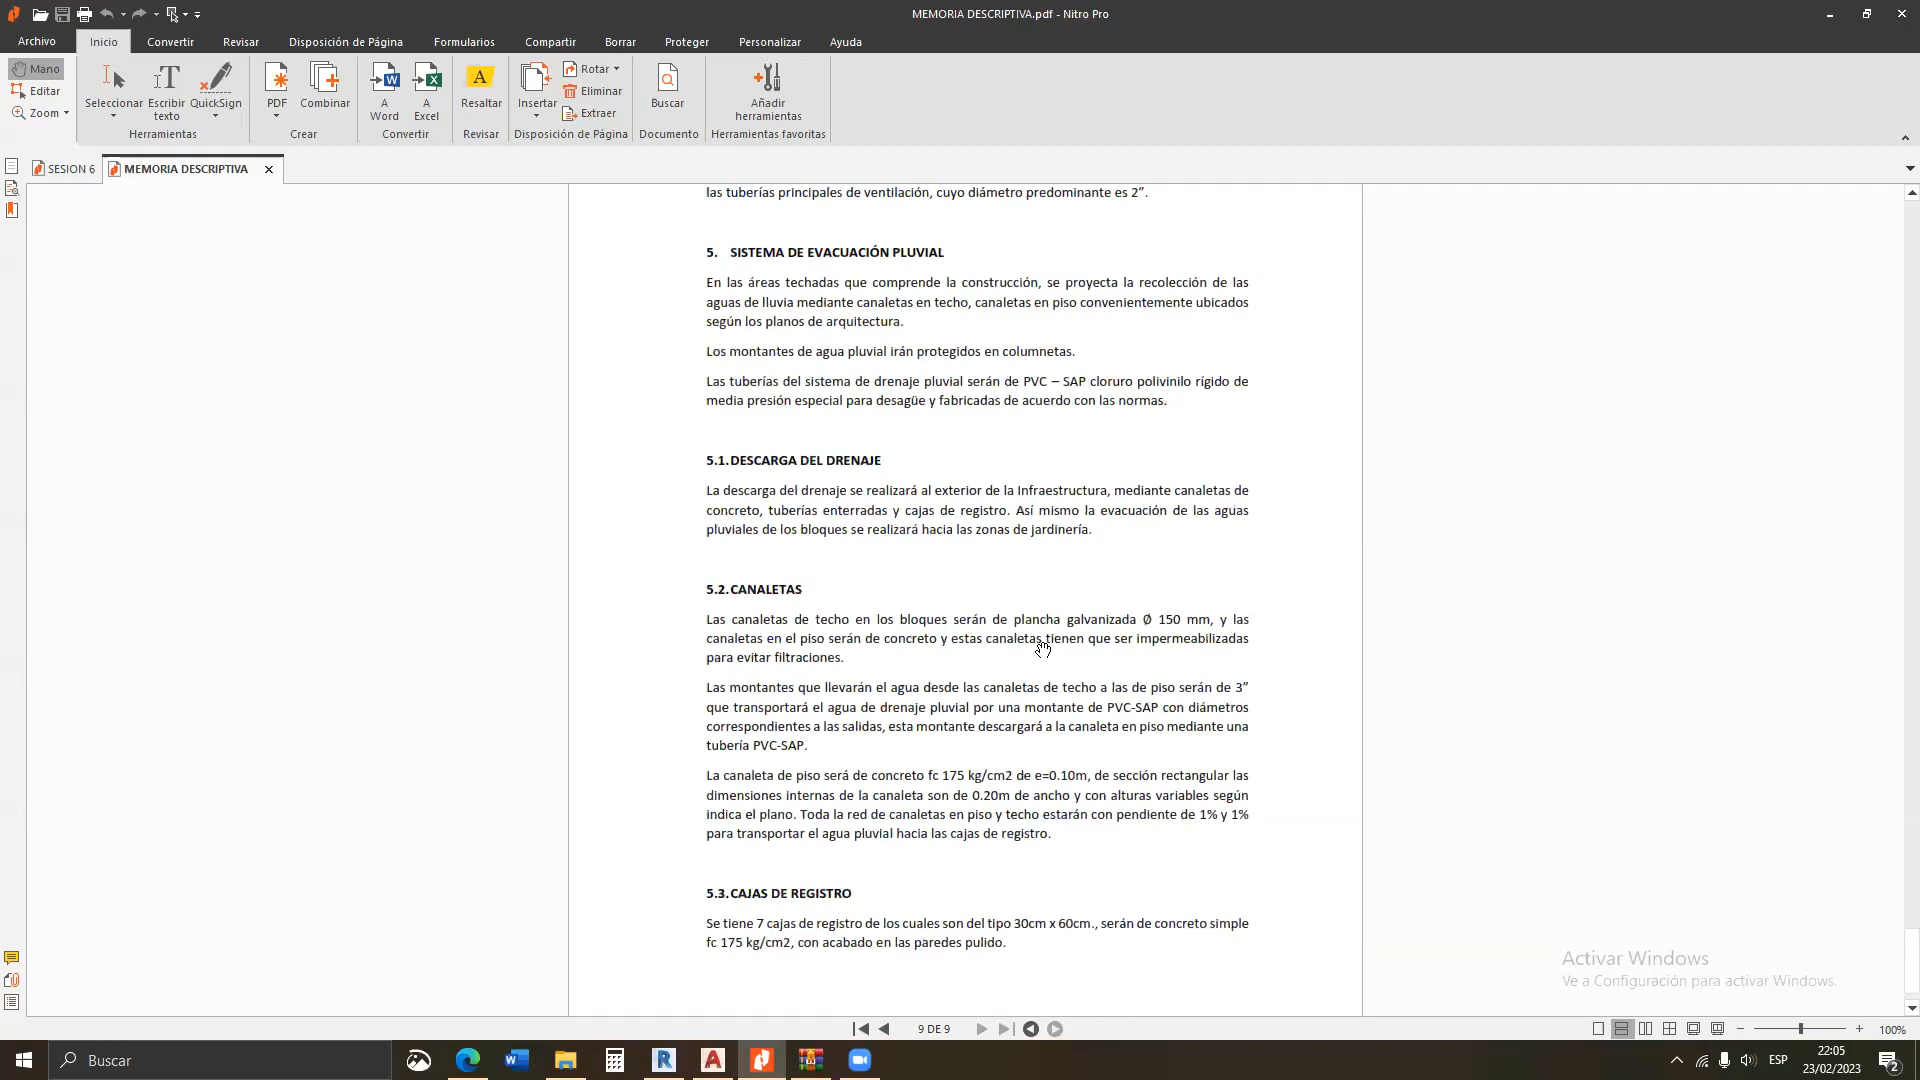 MEMORIA DESCRIPTIVA.pdf - Nitro Pro
Archivo Inicio Convertir Revisar Disposición de Página Formularios Compartir Borrar Proteger Personalizar Ayuda
Mano
Editar
Zoom
Seleccionar
Escribir texto
QuickSign
Herramientas
PDF
Combinar
Crear
A Word
A Excel
Convertir
Resaltar
Revisar
Insertar
Rotar
Eliminar
Extraer
Disposición de Página
Buscar
Documento
Añadir herramientas
Herramientas favoritas
SESION 6
MEMORIA DESCRIPTIVA
las tuberías principales de ventilación, cuyo diámetro predominante es 2”.
5. SISTEMA DE EVACUACIÓN PLUVIAL
En las áreas techadas que comprende la construcción, se proyecta la recolección de las
aguas de lluvia mediante canaletas en techo, canaletas en piso convenientemente ubicados
según los planos de arquitectura.
Los montantes de agua pluvial irán protegidos en columnetas.
Las tuberías del sistema de drenaje pluvial serán de PVC – SAP cloruro polivinilo rígido de
media presión especial para desagüe y fabricadas de acuerdo con las normas.
5.1. DESCARGA DEL DRENAJE
La descarga del drenaje se realizará al exterior de la Infraestructura, mediante canaletas de
concreto, tuberías enterradas y cajas de registro. Así mismo la evacuación de las aguas
pluviales de los bloques se realizará hacia las zonas de jardinería.
5.2. CANALETAS
Las canaletas de techo en los bloques serán de plancha galvanizada Ø 150 mm, y las
canaletas en el piso serán de concreto y estas canaletas tienen que ser impermeabilizadas
para evitar filtraciones.
Las montantes que llevarán el agua desde las canaletas de techo a las de piso serán de 3”
que transportará el agua de drenaje pluvial por una montante de PVC-SAP con diámetros
correspondientes a las salidas, esta montante descargará a la canaleta en piso mediante una
tubería PVC-SAP.
La canaleta de piso será de concreto fc 175 kg/cm2 de e=0.10m, de sección rectangular las
dimensiones internas de la canaleta son de 0.20m de ancho y con alturas variables según
indica el plano. Toda la red de canaletas en piso y techo estarán con pendiente de 1% y 1%
para transportar el agua pluvial hacia las cajas de registro.
5.3. CAJAS DE REGISTRO
Se tiene 7 cajas de registro de los cuales son del tipo 30cm x 60cm., serán de concreto simple
fc 175 kg/cm2, con acabado en las paredes pulido.
Activar Windows
Ve a Configuración para activar Windows.
9 DE 9
100%
Buscar
ESP
22:05
23/02/2023
2